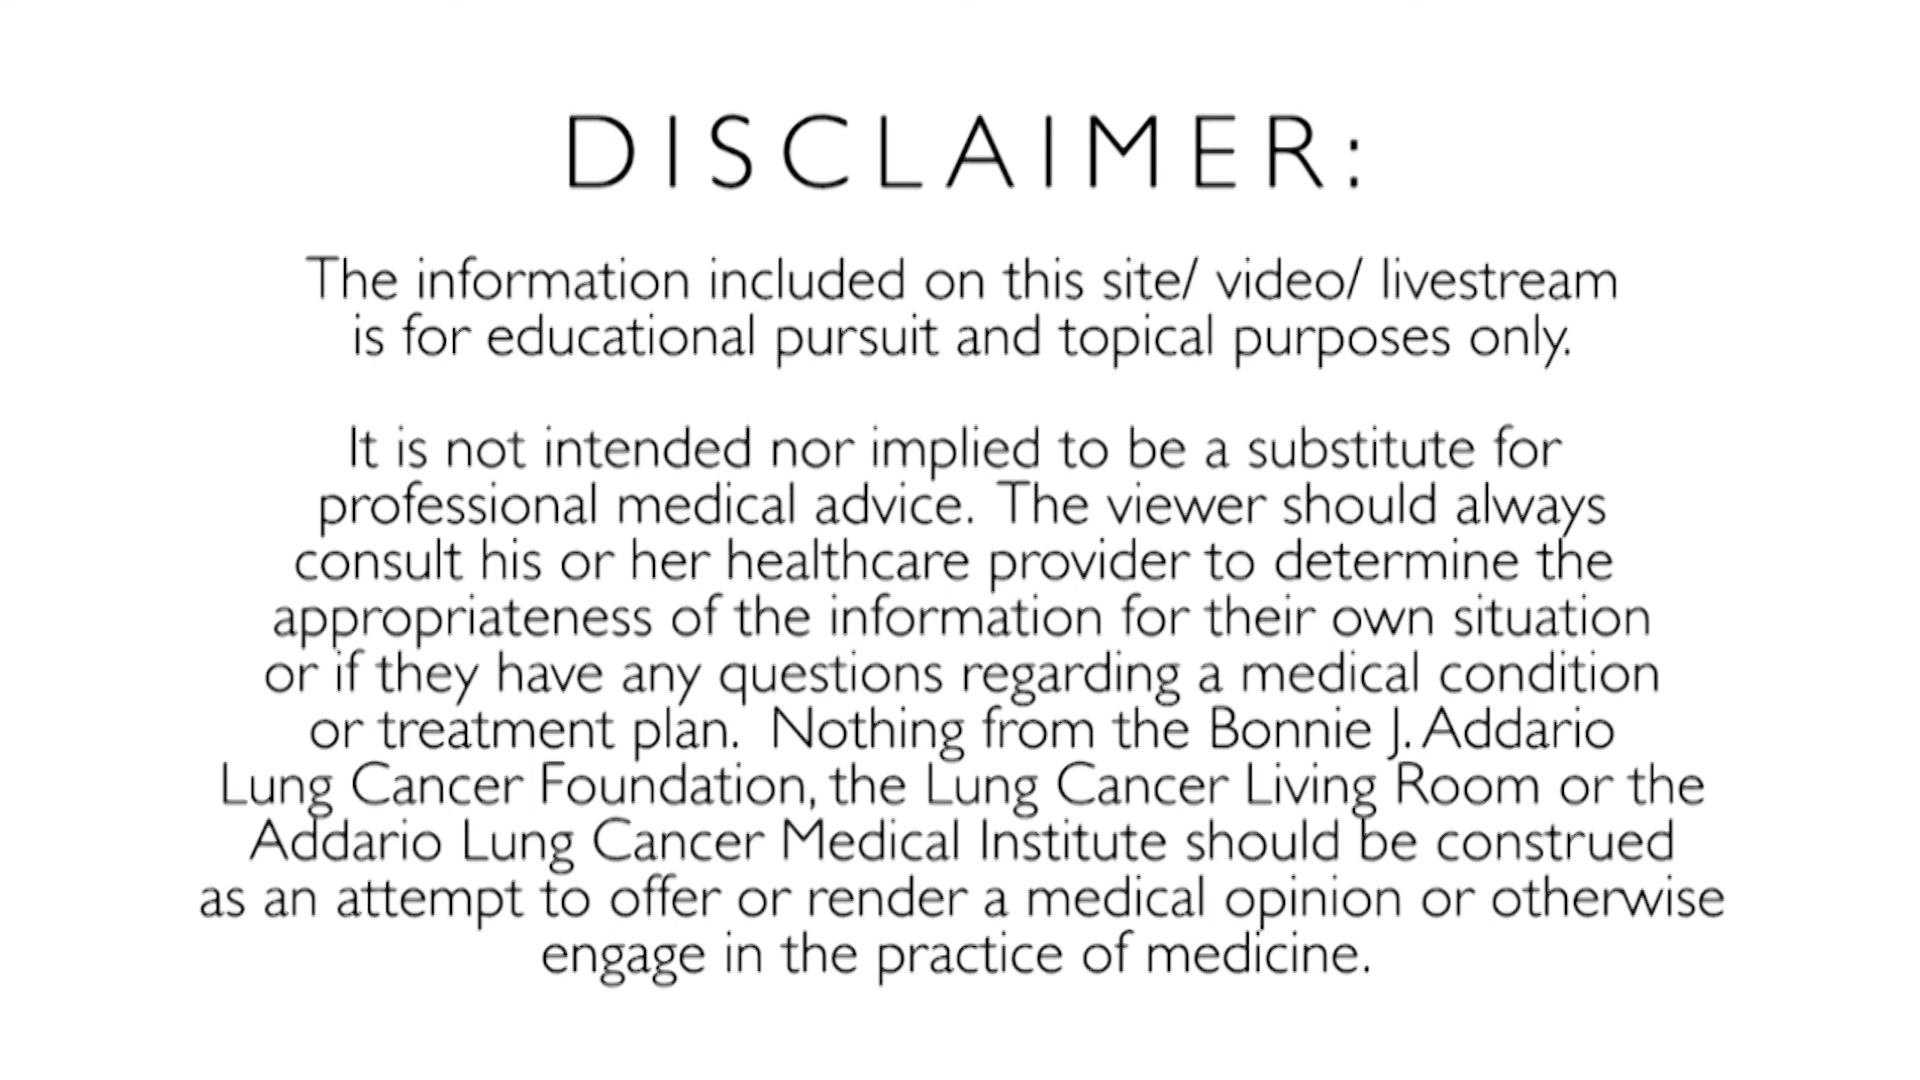 DISCLAIMER:
The information included on this site/ video/ livestream
is for educational pursuit and topical purposes only.
It is not intended nor implied to be a substitute for
professional medical advice. The viewer should always
consult his or her healthcare provider to determine the
appropriateness of the information for their own situation
or if they have any questions regarding a medical condition
or treatment plan. Nothing from the Bonnie J. Addario
Lung Cancer Foundation, the Lung Cancer Living Room or the
Addario Lung Cancer Medical Institute should be construed
as an attempt to offer or render a medical opinion or otherwise
engage in the practice of medicine.